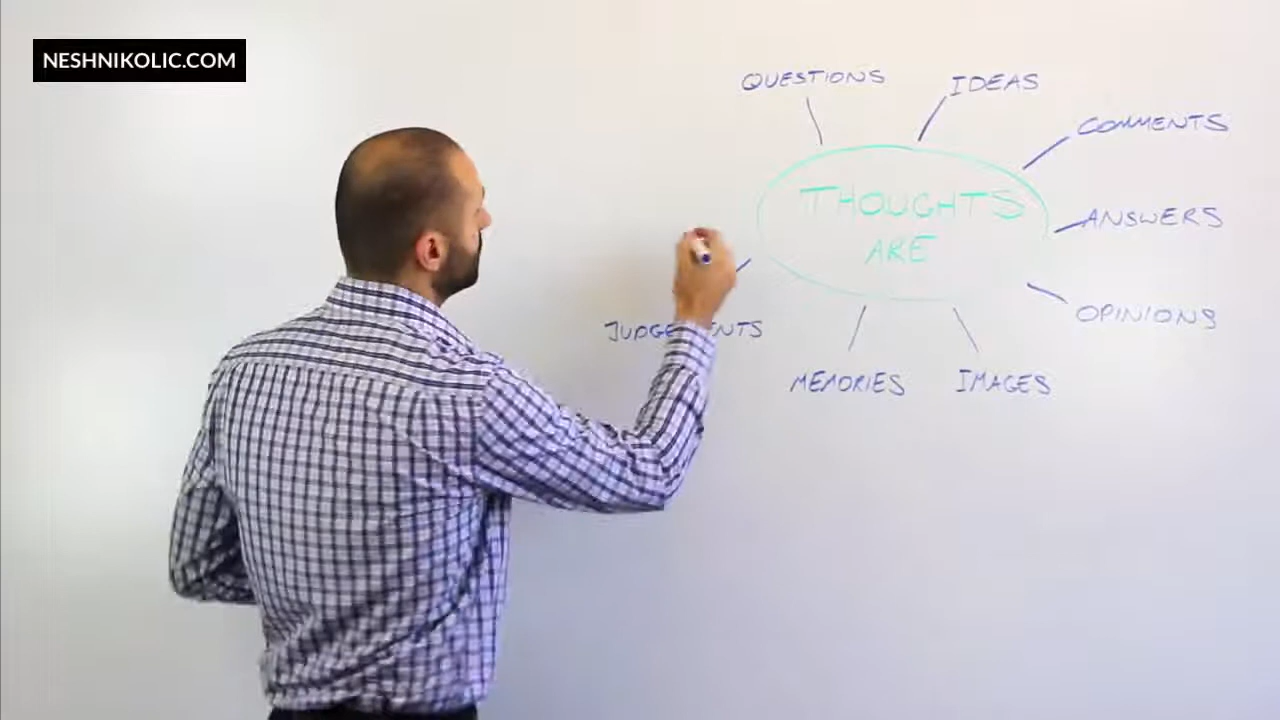 NESHNIKOLIC.COM
QUESTIONS
IDEAS
COMMENTS
THOUGHTS
ARE
ANSWERS
OPINIONS
MEMORIES
IMAGES